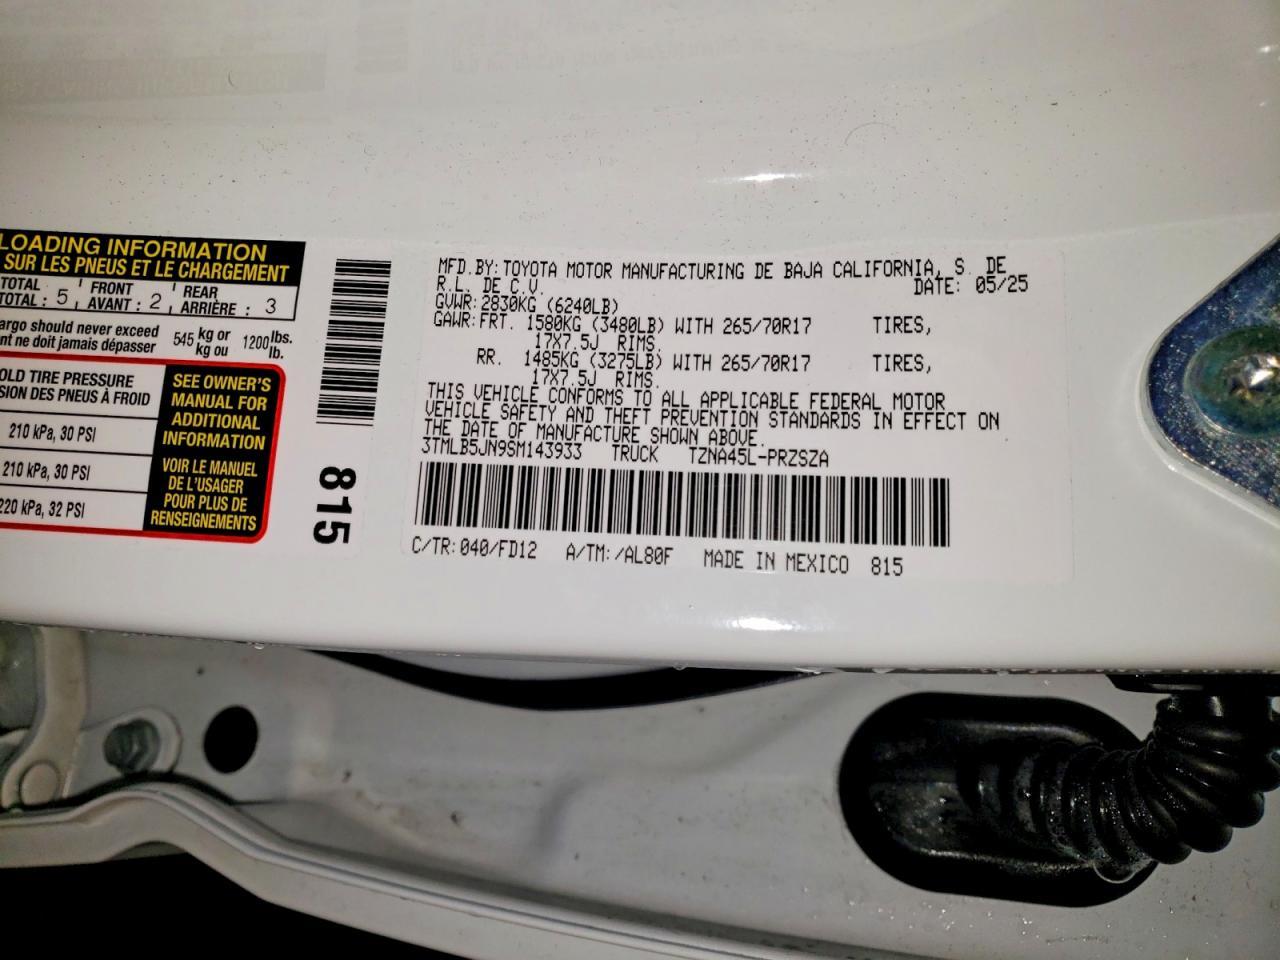 LOADING INFORMATION
SUR LES PNEUS ET LE CHARGEMENT
TOTAL
TOTAL : 5
FRONT
AVANT : 2
REAR
ARRIÈRE : 3
argo should never exceed
nt ne doit jamais dépasser
545 kg or
kg ou
1200 lbs.
lb.
OLD TIRE PRESSURE
SION DES PNEUS À FROID
210 kPa, 30 PSI
210 kPa, 30 PSI
220 kPa, 32 PSI
SEE OWNER'S
MANUAL FOR
ADDITIONAL
INFORMATION
VOIR LE MANUEL
DE L'USAGER
POUR PLUS DE
RENSEIGNEMENTS
815
MFD.BY:TOYOTA MOTOR MANUFACTURING DE BAJA CALIFORNIA, S. DE
R.L. DE C.V. DATE: 05/25
GVWR:2830KG (6240LB)
GAWR:FRT. 1580KG (3480LB) WITH 265/70R17 TIRES,
17X7.5J RIMS.
RR. 1485KG (3275LB) WITH 265/70R17 TIRES,
17X7.5J RIMS.
THIS VEHICLE CONFORMS TO ALL APPLICABLE FEDERAL MOTOR
VEHICLE SAFETY AND THEFT PREVENTION STANDARDS IN EFFECT ON
THE DATE OF MANUFACTURE SHOWN ABOVE.
3TMLB5JN9SM143933 TRUCK TZNA45L-PRZSZA
C/TR:040/FD12 A/TM:/AL80F MADE IN MEXICO 815